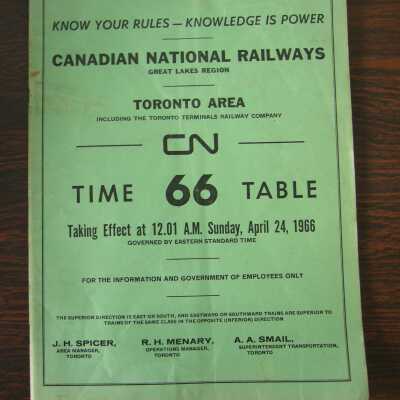 KNOW YOUR RULES — KNOWLEDGE IS POWER
CANADIAN NATIONAL RAILWAYS
GREAT LAKES REGION
TORONTO AREA
INCLUDING THE TORONTO TERMINALS RAILWAY COMPANY
CN
TIME 66 TABLE
Taking Effect at 12.01 A.M. Sunday, April 24, 1966
GOVERNED BY EASTERN STANDARD TIME
FOR THE INFORMATION AND GOVERNMENT OF EMPLOYEES ONLY
THE SUPERIOR DIRECTION IS EAST OR SOUTH, AND EASTWARD OR SOUTHWARD TRAINS ARE SUPERIOR TO
TRAINS OF THE SAME CLASS IN THE OPPOSITE (INFERIOR) DIRECTION
J. H. SPICER, R. H. MENARY, A. A. SMAIL,
AREA MANAGER, OPERATIONS MANAGER, SUPERINTENDENT TRANSPORTATION,
TORONTO TORONTO TORONTO